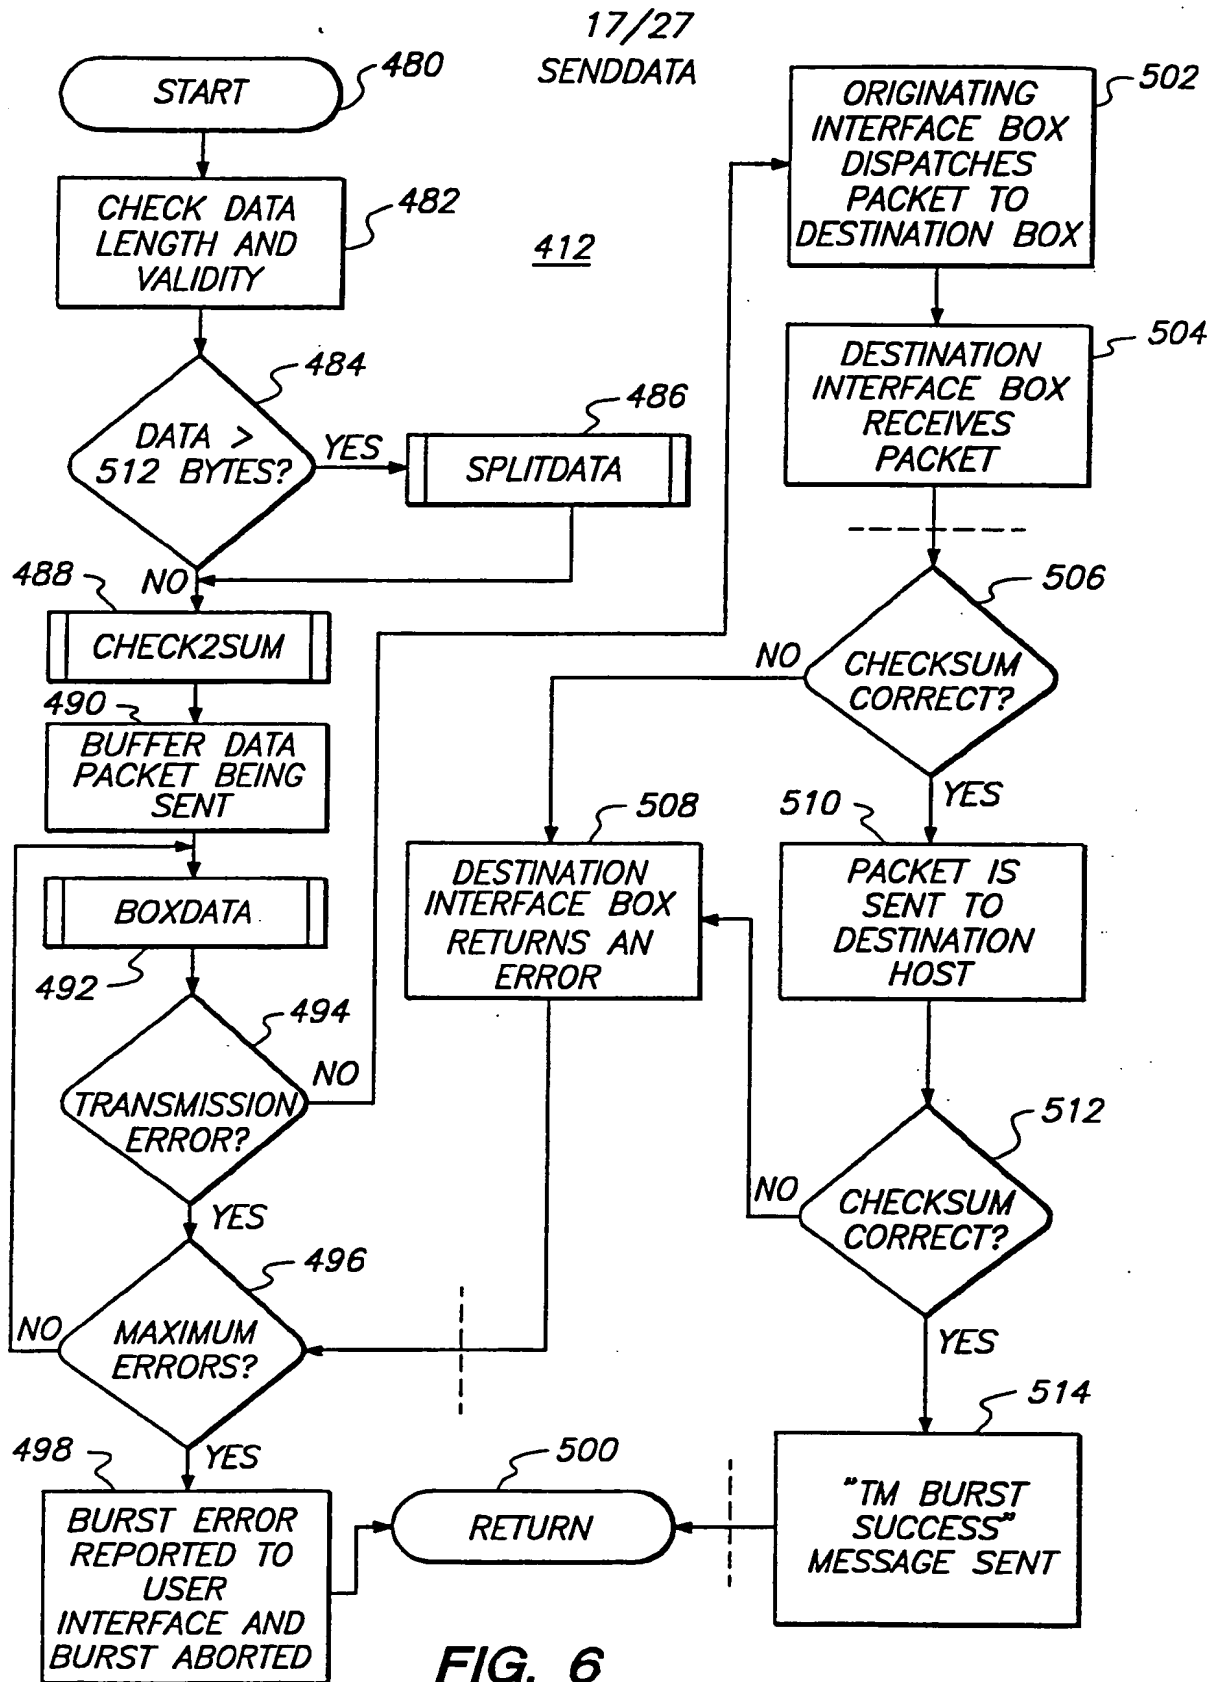 17/27
SENDDATA
START
480
CHECK DATA
LENGTH AND
VALIDITY
482
412
DATA >
512 BYTES?
484
YES
NO
SPLITDATA
486
488
CHECK2SUM
490
BUFFER DATA
PACKET BEING
SENT
BOXDATA
492
494
TRANSMISSION
ERROR?
NO
YES
496
MAXIMUM
ERRORS?
NO
YES
498
BURST ERROR
REPORTED TO
USER
INTERFACE AND
BURST ABORTED
500
RETURN
502
ORIGINATING
INTERFACE BOX
DISPATCHES
PACKET TO
DESTINATION BOX
504
DESTINATION
INTERFACE BOX
RECEIVES
PACKET
506
CHECKSUM
CORRECT?
NO
YES
508
DESTINATION
INTERFACE BOX
RETURNS AN
ERROR
510
PACKET IS
SENT TO
DESTINATION
HOST
512
CHECKSUM
CORRECT?
NO
YES
514
"TM BURST
SUCCESS"
MESSAGE SENT
FIG. 6